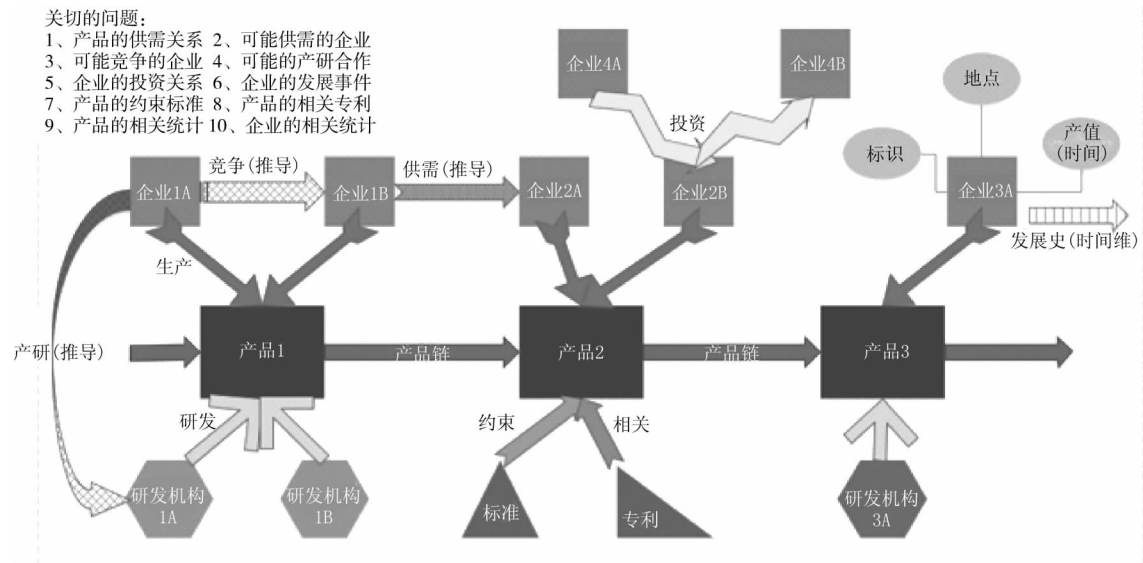 关切的问题：
1、产品的供需关系 2、可能供需的企业
3、可能竞争的企业 4、可能的产研合作
5、企业的投资关系 6、企业的发展事件
7、产品的约束标准 8、产品的相关专利
9、产品的相关统计 10、企业的相关统计
企业4A
企业4B
地点
投资
标识
产值
(时间)
企业1A
竞争(推导)
企业1B
供需(推导)
企业2A
企业2B
企业3A
发展史(时间维)
生产
产研(推导)
产品1
产品链
产品2
产品链
产品3
研发
约束
相关
研发机构
1A
研发机构
1B
标准
专利
研发机构
3A